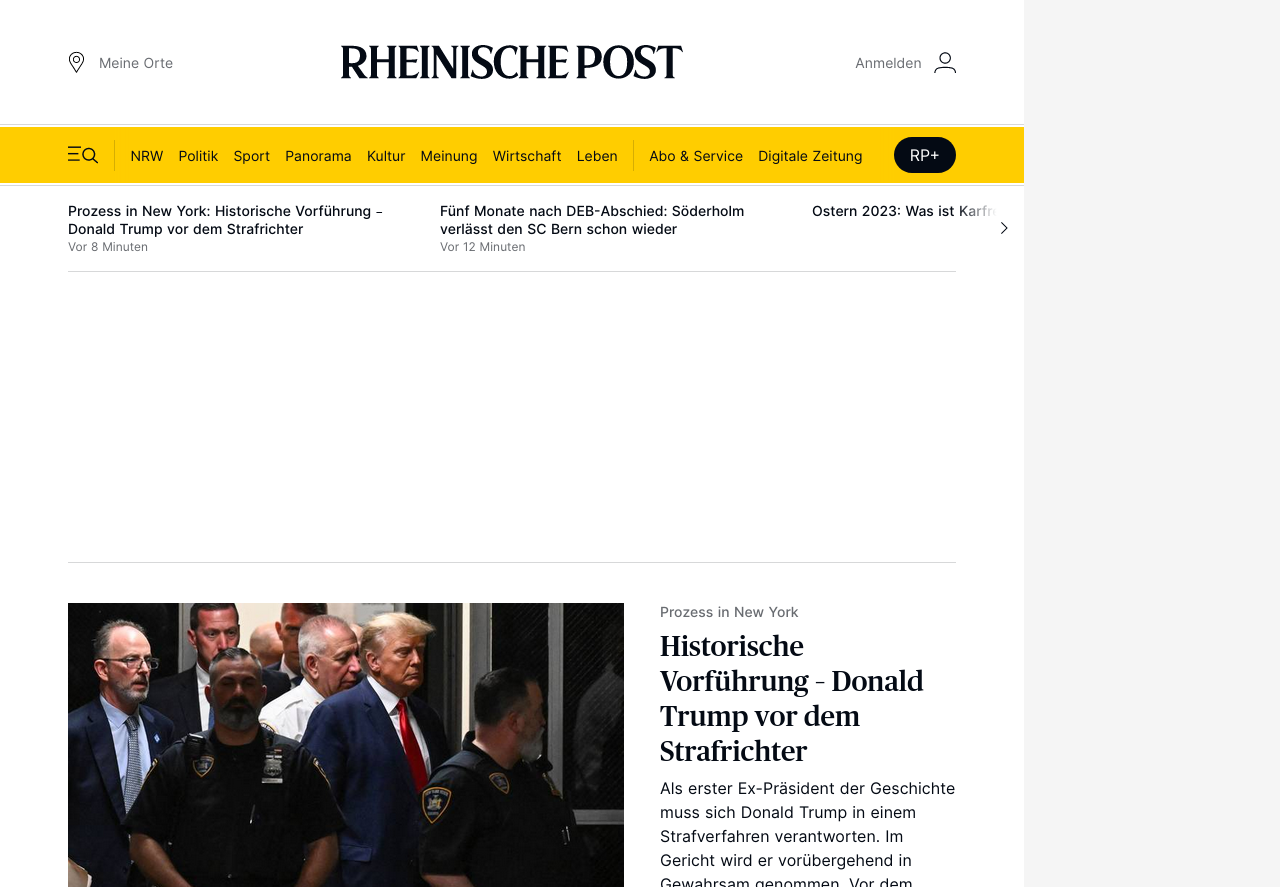 Meine Orte
RHEINISCHE POST
Anmelden
NRW Politik Sport Panorama Kultur Meinung Wirtschaft Leben Abo & Service Digitale Zeitung RP+
Prozess in New York: Historische Vorführung –
Donald Trump vor dem Strafrichter
Vor 8 Minuten
Fünf Monate nach DEB-Abschied: Söderholm
verlässt den SC Bern schon wieder
Vor 12 Minuten
Ostern 2023: Was ist Karfre
Prozess in New York
Historische
Vorführung – Donald
Trump vor dem
Strafrichter
Als erster Ex-Präsident der Geschichte
muss sich Donald Trump in einem
Strafverfahren verantworten. Im
Gericht wird er vorübergehend in
Gewahrsam genommen. Vor dem